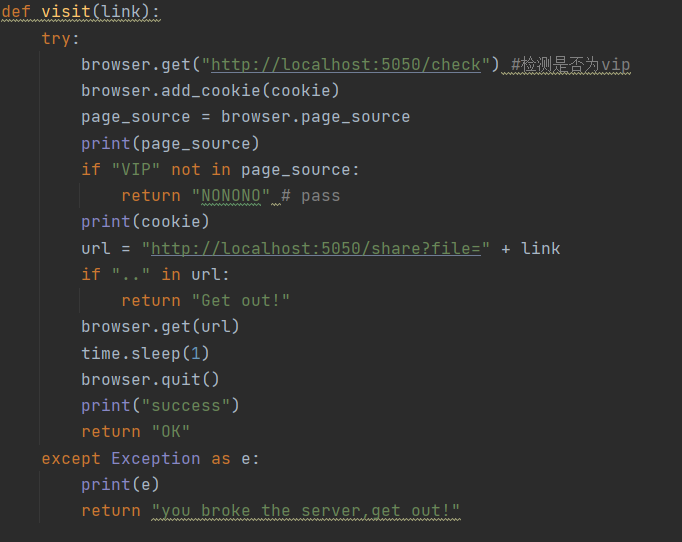 def visit(link):
    try:
        browser.get("http://localhost:5050/check") #检测是否为vip
        browser.add_cookie(cookie)
        page_source = browser.page_source
        print(page_source)
        if "VIP" not in page_source:
            return "NONONO" # pass
        print(cookie)
        url = "http://localhost:5050/share?file=" + link
        if ".." in url:
            return "Get out!"
        browser.get(url)
        time.sleep(1)
        browser.quit()
        print("success")
        return "OK"
    except Exception as e:
        print(e)
        return "you broke the server,get out!"